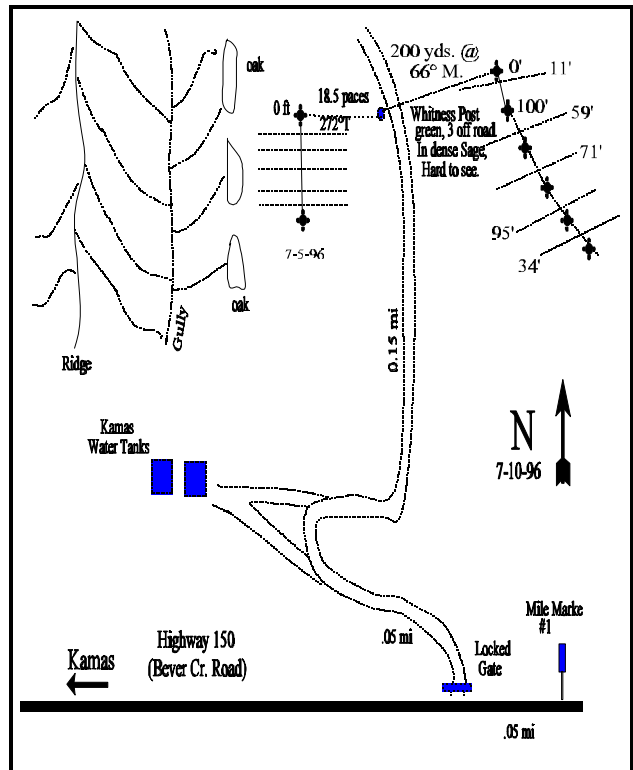 200 yds. @
66° M.
0'
11'
oak
18.5 paces
0 ft
272°T
Whitness Post
green, 3 off road.
In dense Sage,
Hard to see.
100'
59'
71'
95'
34'
7-5-96
oak
Gully
Ridge
0.15 mi
Kamas
Water Tanks
N
7-10-96
Mile Marke
#1
Highway 150
(Bever Cr. Road)
.05 mi
Locked
Gate
Kamas
.05 mi